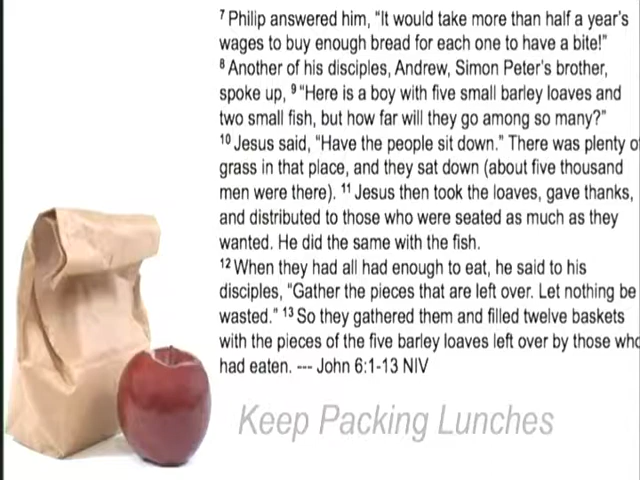 ⁷ Philip answered him, “It would take more than half a year’s
wages to buy enough bread for each one to have a bite!”
⁸ Another of his disciples, Andrew, Simon Peter’s brother,
spoke up, ⁹ “Here is a boy with five small barley loaves and
two small fish, but how far will they go among so many?”
¹⁰ Jesus said, “Have the people sit down.” There was plenty of
grass in that place, and they sat down (about five thousand
men were there). ¹¹ Jesus then took the loaves, gave thanks,
and distributed to those who were seated as much as they
wanted. He did the same with the fish.
¹² When they had all had enough to eat, he said to his
disciples, “Gather the pieces that are left over. Let nothing be
wasted.” ¹³ So they gathered them and filled twelve baskets
with the pieces of the five barley loaves left over by those who
had eaten. --- John 6:1-13 NIV
Keep Packing Lunches